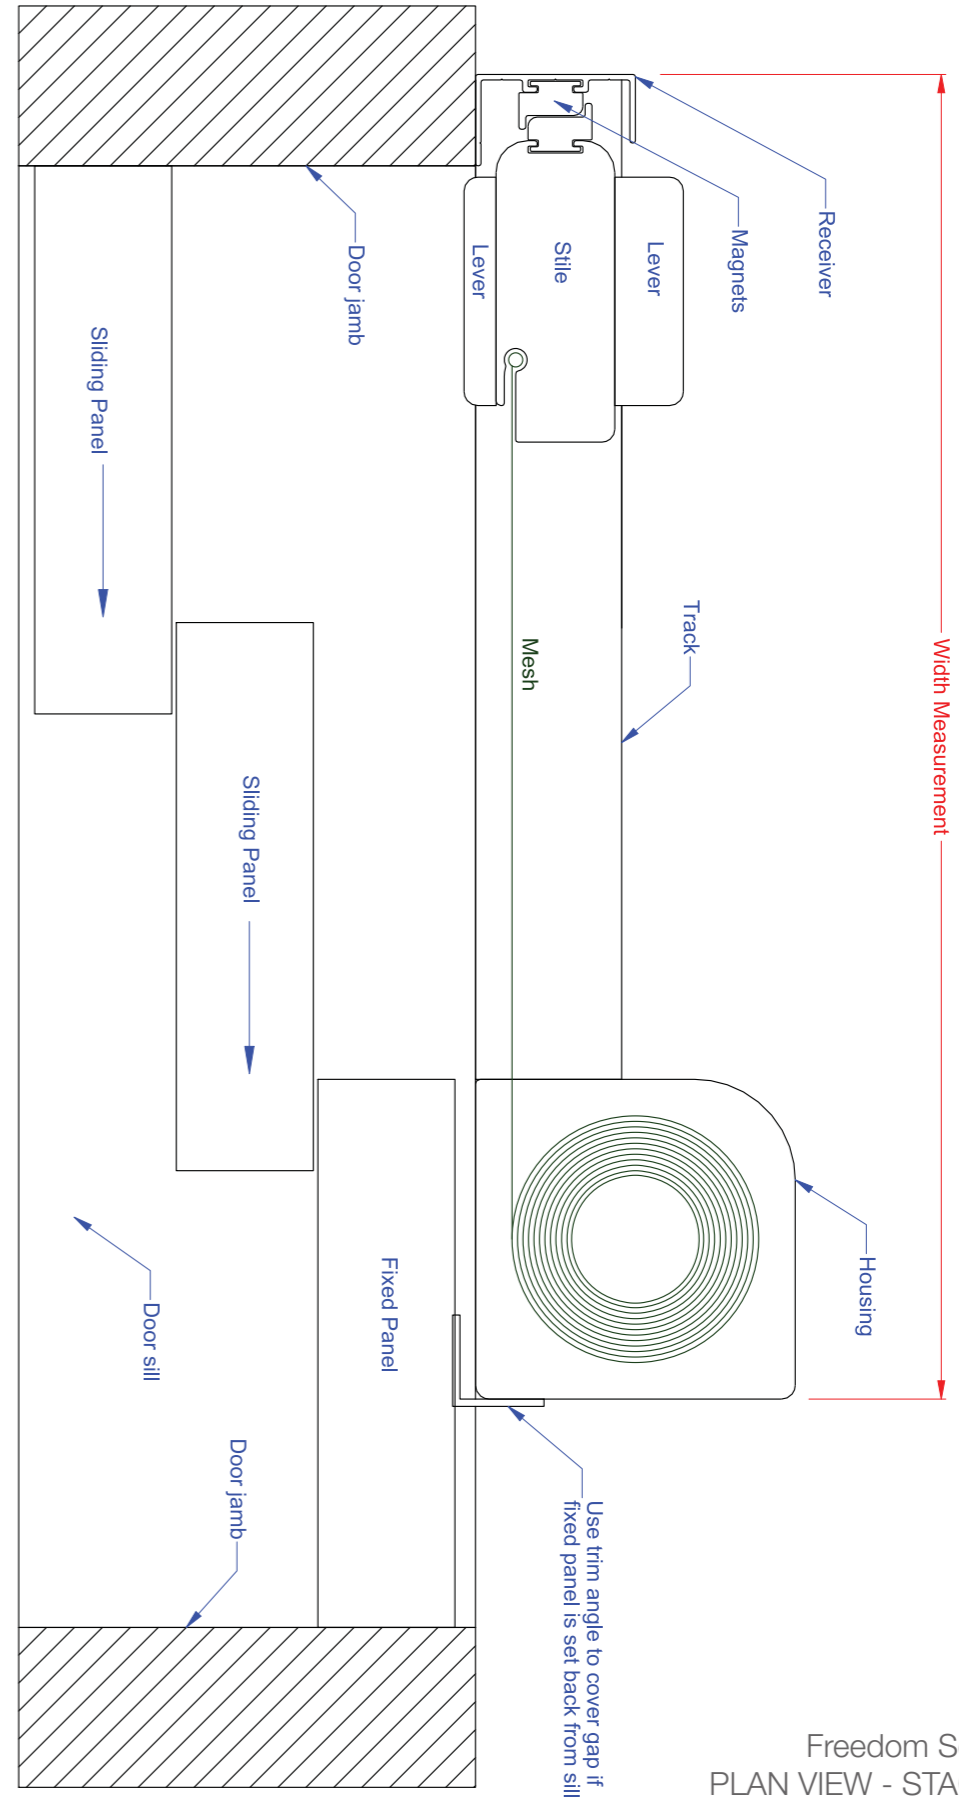 Receiver
Magnets
Lever
Stile
Lever
Door jamb
Sliding Panel
Width Measurement
Track
Mesh
Sliding Panel
Housing
Fixed Panel
Door sill
Door jamb
Use trim angle to cover gap if
fixed panel is set back from sill
Freedom S
PLAN VIEW - STA